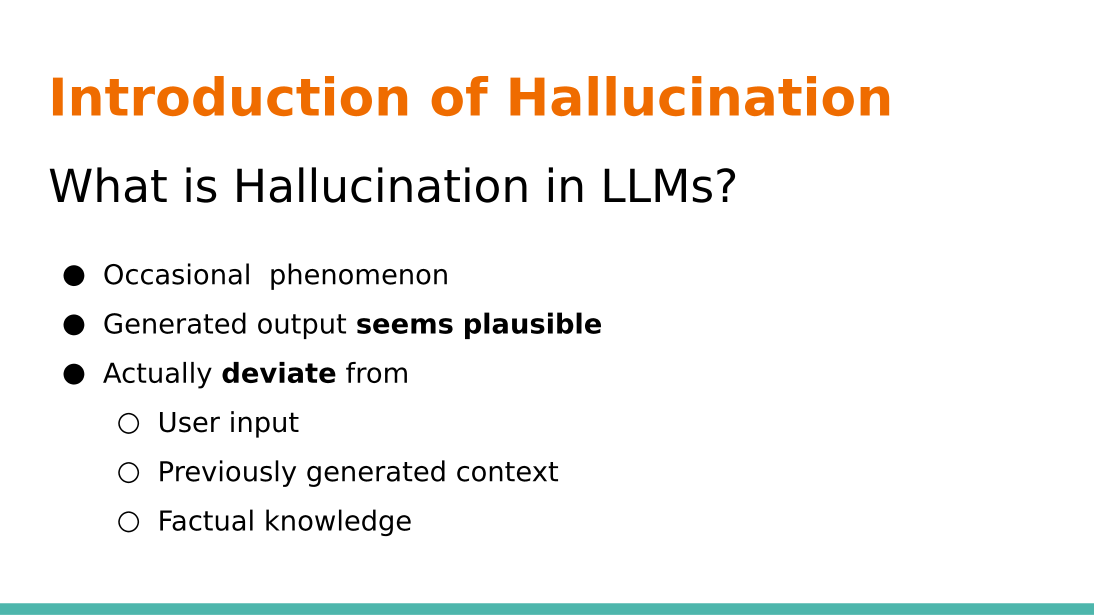 Introduction of Hallucination
What is Hallucination in LLMs?
● Occasional  phenomenon
● Generated output seems plausible
● Actually deviate from
○ User input
○ Previously generated context
○ Factual knowledge